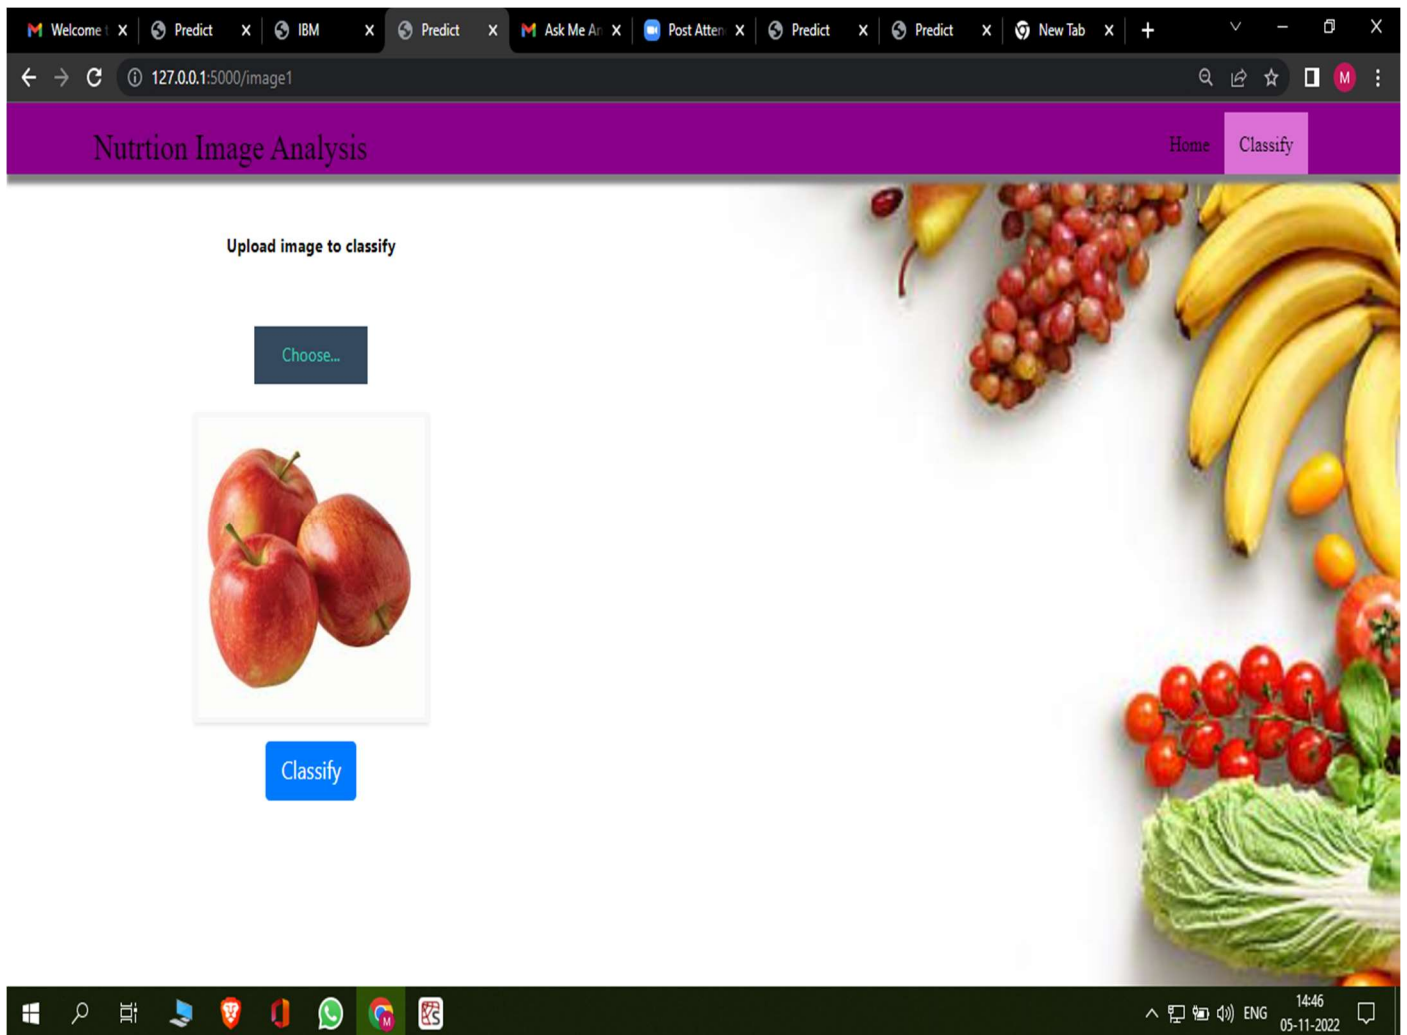 Welcome t
Predict
IBM
Predict
Ask Me An
Post Atten
Predict
Predict
New Tab
127.0.0.1:5000/image1
M
Nutrtion Image Analysis
Home
Classify
Upload image to classify
Choose...
Classify
ENG
14:46
05-11-2022